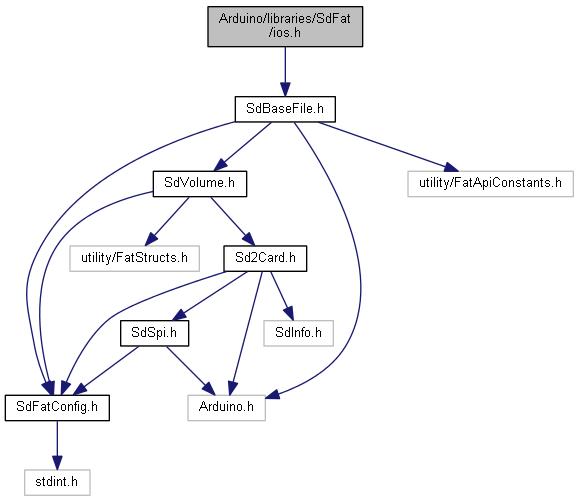 Arduino/libraries/SdFat
/ios.h
SdBaseFile.h
SdVolume.h
utility/FatApiConstants.h
utility/FatStructs.h
Sd2Card.h
SdSpi.h
SdInfo.h
SdFatConfig.h
Arduino.h
stdint.h